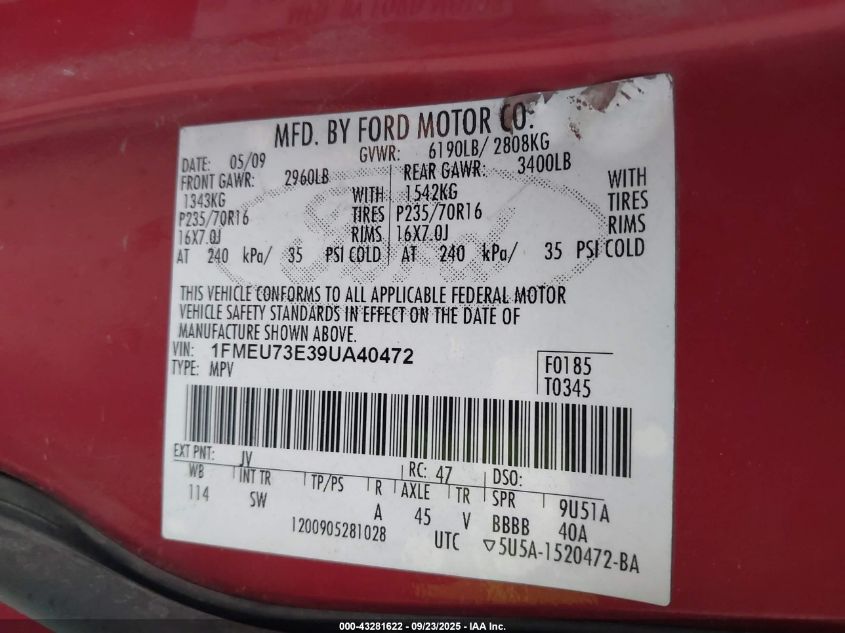 MFD. BY FORD MOTOR CO:
DATE: 05/09 GVWR: 6190LB/ 2808KG
FRONT GAWR: 2960LB REAR GAWR: 3400LB
1343KG WITH 1542KG WITH
P235/70R16 TIRES P235/70R16 TIRES
16X7.0J RIMS 16X7.0J RIMS
AT 240 kPa/ 35 PSI COLD AT 240 kPa/ 35 PSI COLD
THIS VEHICLE CONFORMS TO ALL APPLICABLE FEDERAL MOTOR
VEHICLE SAFETY STANDARDS IN EFFECT ON THE DATE OF
MANUFACTURE SHOWN ABOVE.
VIN: 1FMEU73E39UA40472
TYPE: MPV
F0185
T0345
EXT PNT: JV RC: 47 DSO:
WB INT TR TP/PS R AXLE TR SPR 9U51A
114 SW A 45 V BBBB 40A
1200905281028 UTC ▽5U5A-1520472-BA
000-43281622 - 09/23/2025 - IAA Inc.